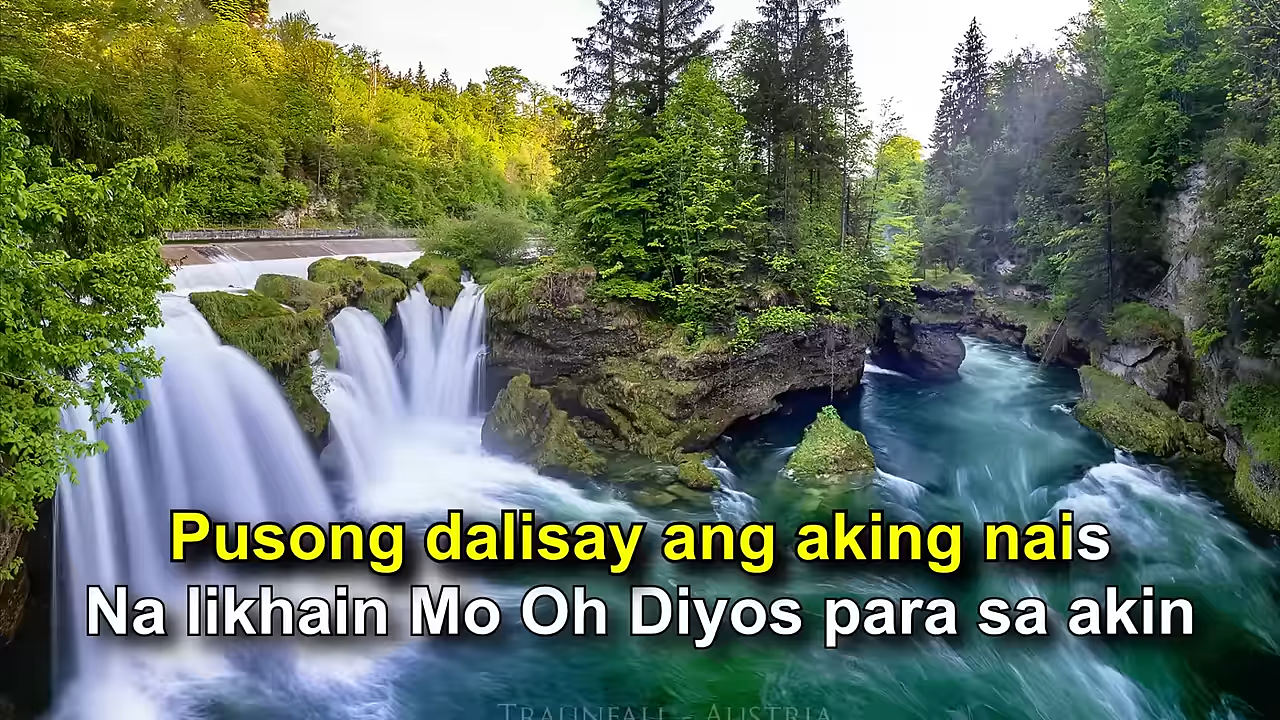 Pusong dalisay ang aking nais
Na likhain Mo Oh Diyos para sa akin
TRAUNFALL - AUSTRIA